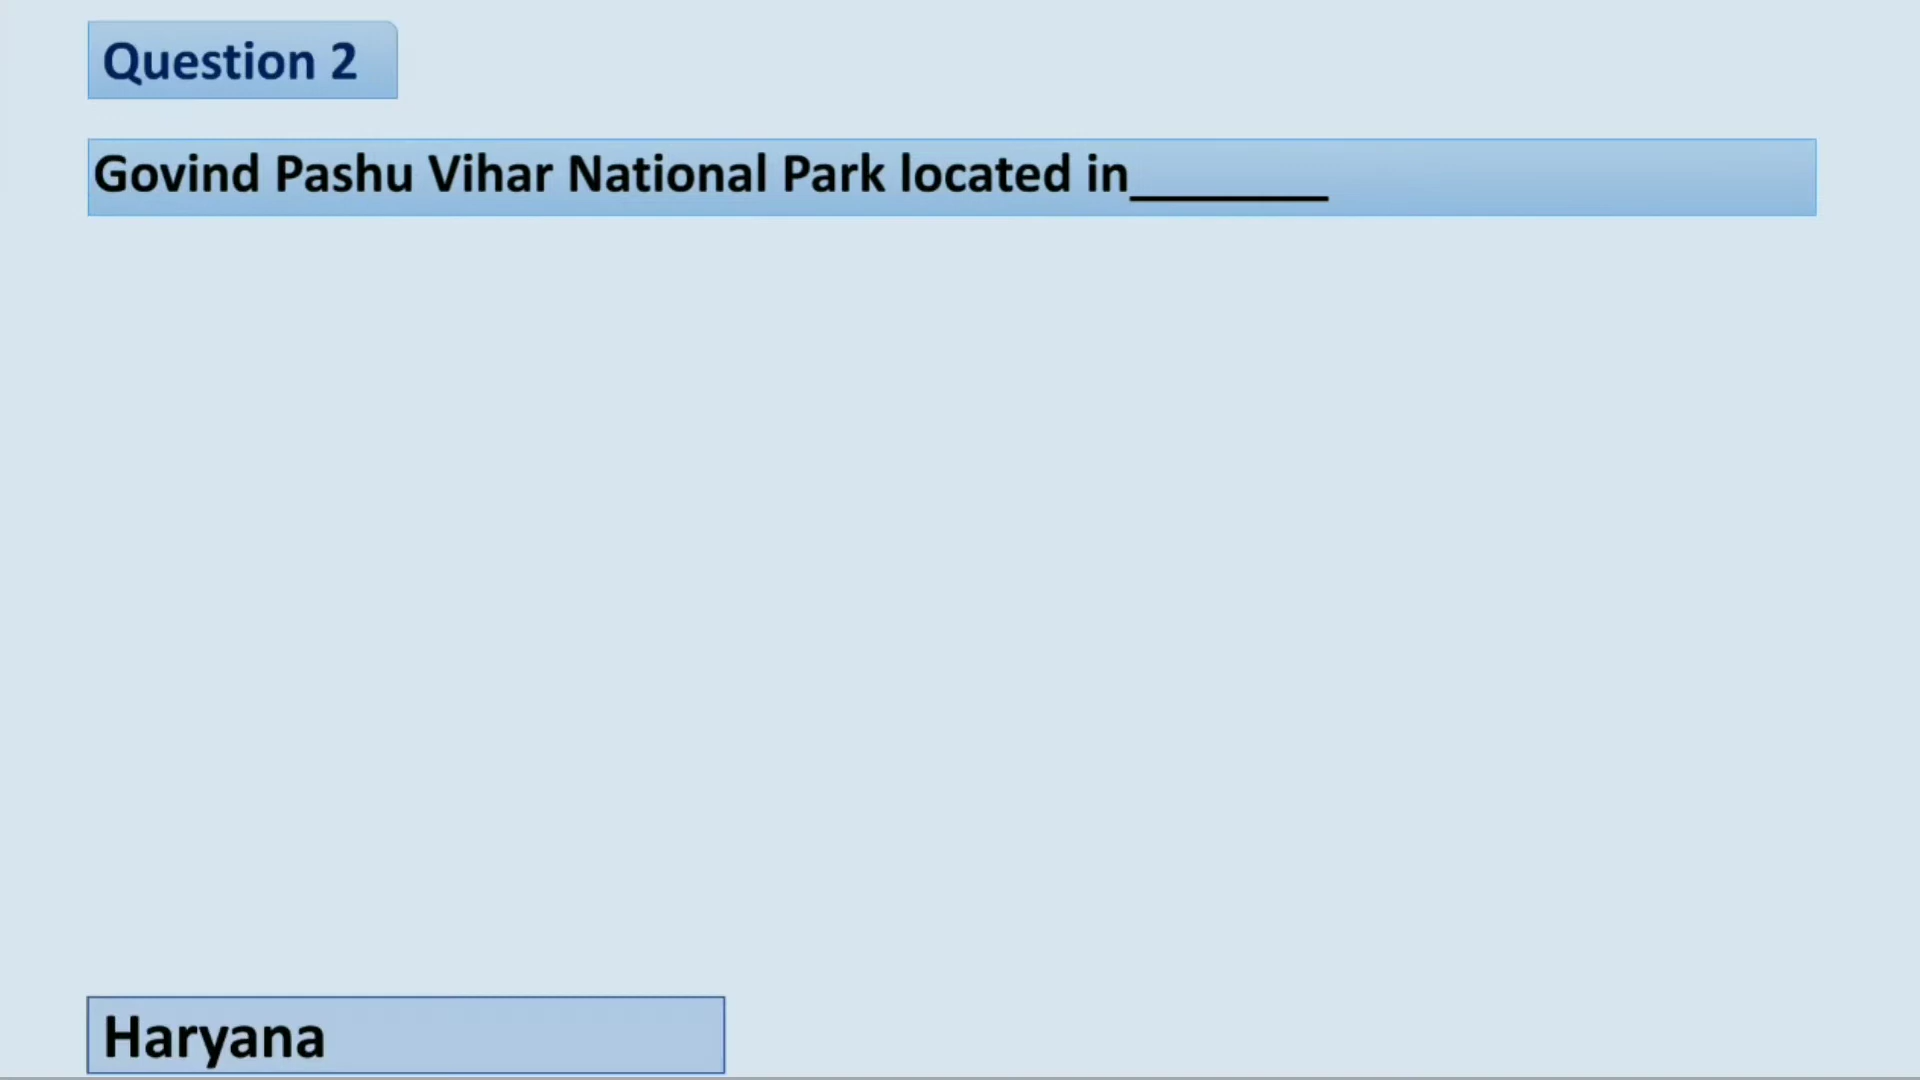 Question 2
Govind Pashu Vihar National Park located in________
Haryana